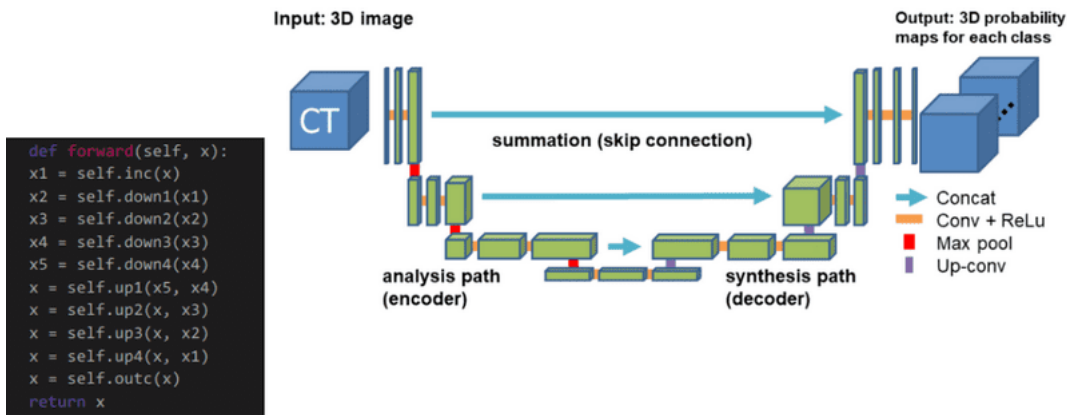 Input: 3D image
Output: 3D probability
maps for each class
CT
summation (skip connection)
def forward(self, x):
x1 = self.inc(x)
x2 = self.down1(x1)
x3 = self.down2(x2)
x4 = self.down3(x3)
x5 = self.down4(x4)
x = self.up1(x5, x4)
x = self.up2(x, x3)
x = self.up3(x, x2)
x = self.up4(x, x1)
x = self.outc(x)
return x
analysis path
(encoder)
synthesis path
(decoder)
Concat
Conv + ReLu
Max pool
Up-conv